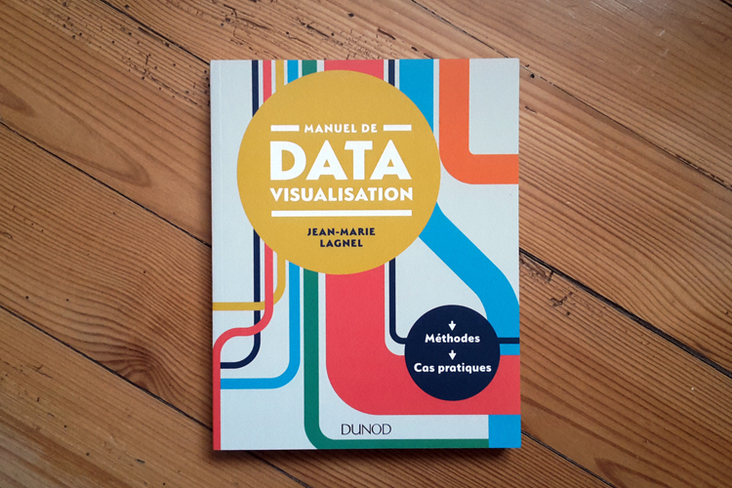 MANUEL DE
DATA
VISUALISATION
JEAN-MARIE
LAGNEL
Méthodes
Cas pratiques
DUNOD